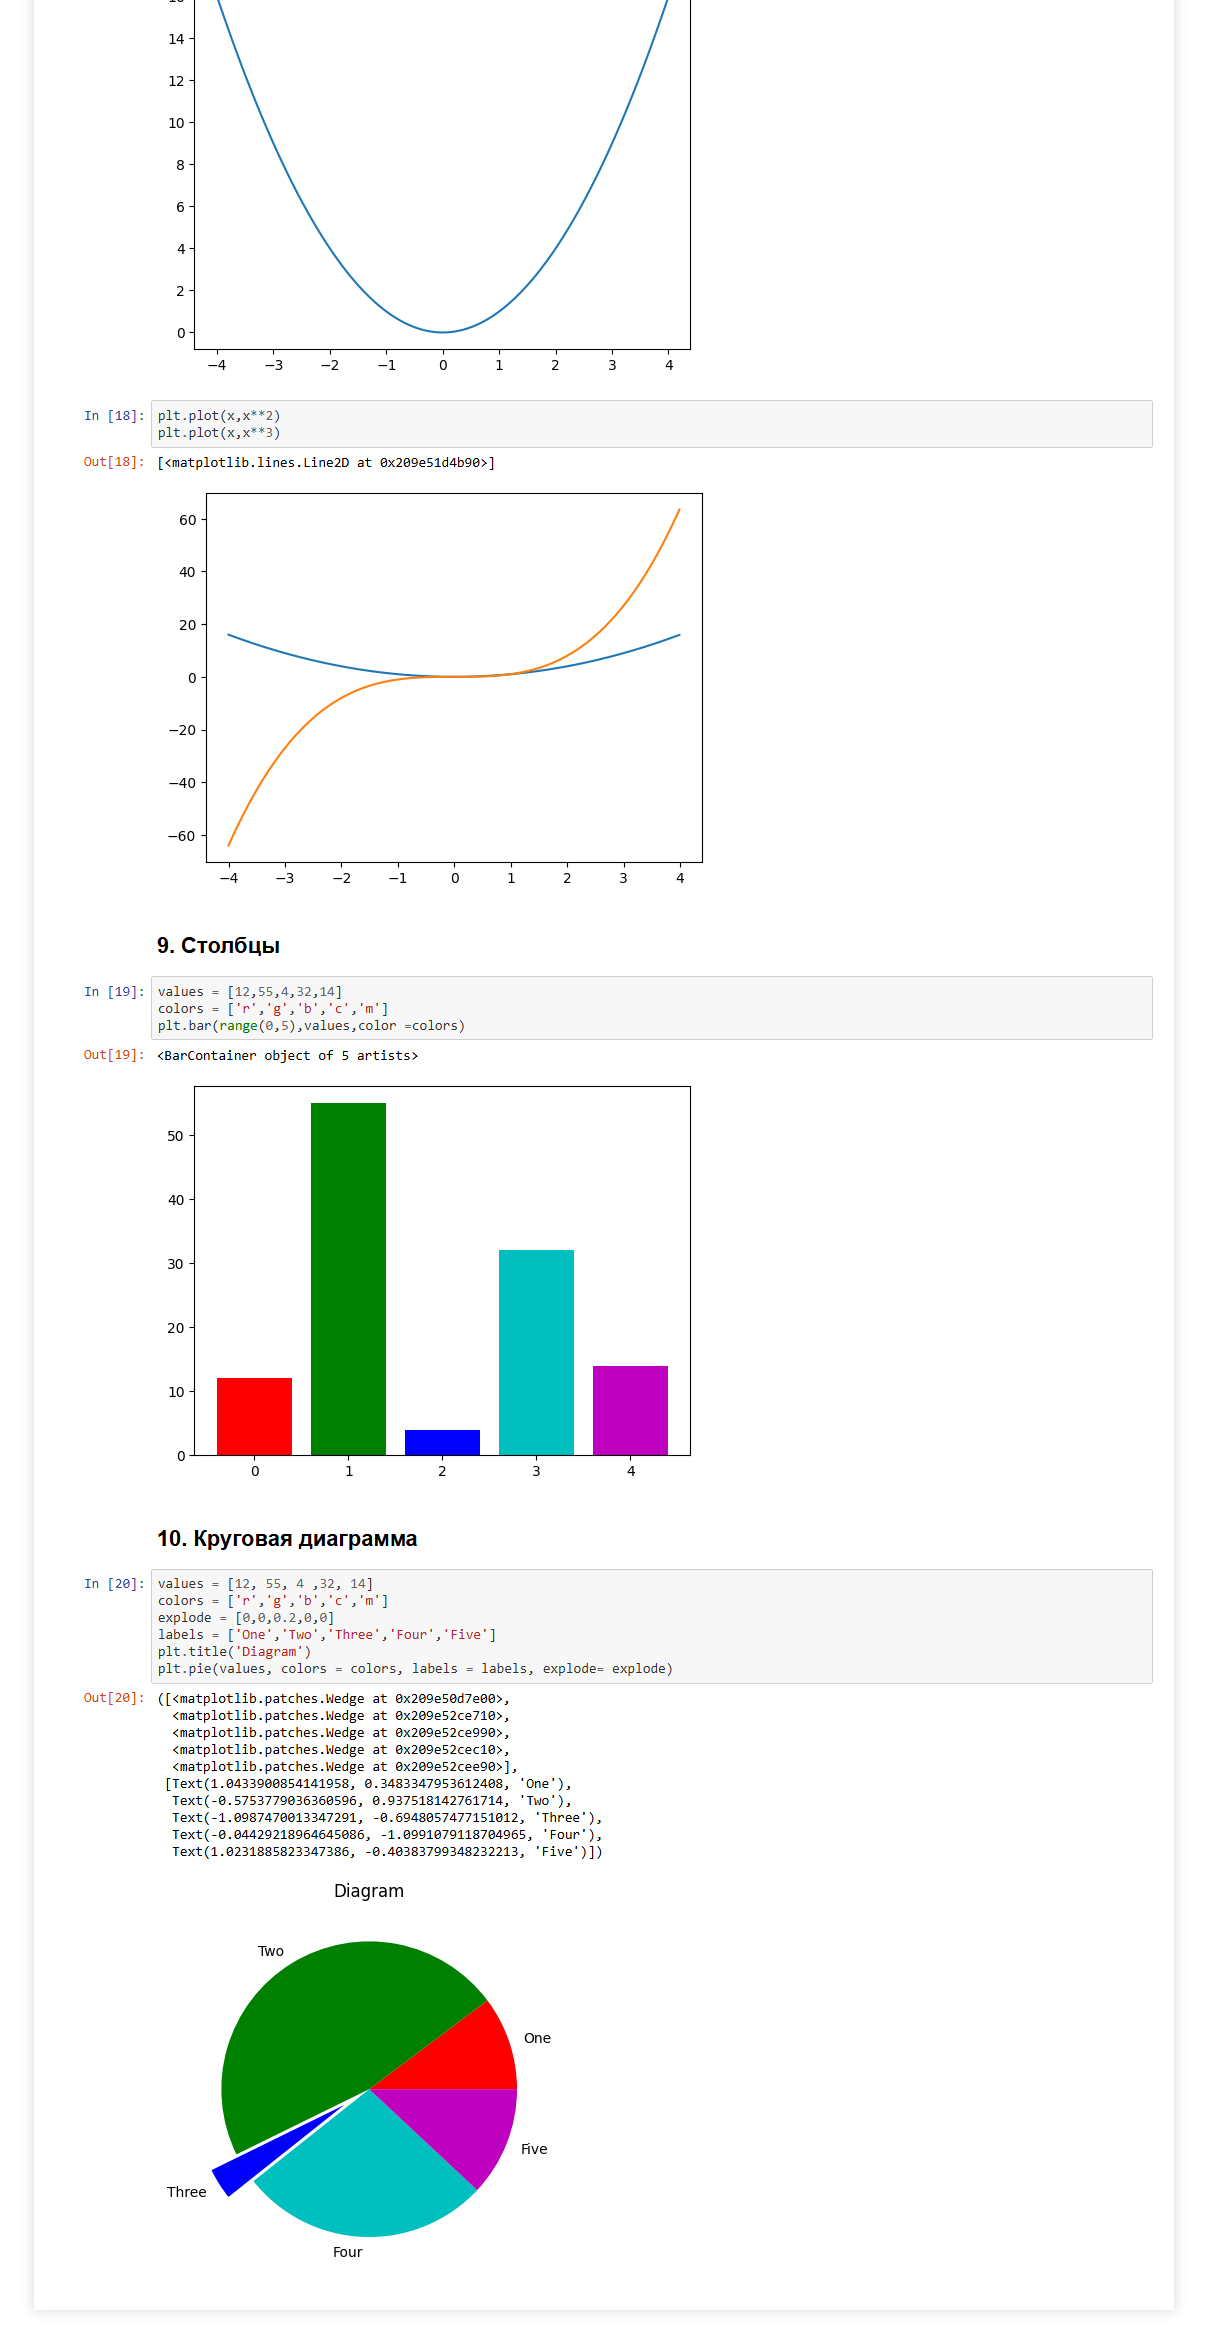 16
14
12
10
8
6
4
2
0
−4 −3 −2 −1 0 1 2 3 4
In [18]: plt.plot(x,x**2)
plt.plot(x,x**3)
Out[18]: [<matplotlib.lines.Line2D at 0x209e51d4b90>]
60
40
20
0
−20
−40
−60
−4 −3 −2 −1 0 1 2 3 4
9. Столбцы
In [19]: values = [12,55,4,32,14]
colors = ['r','g','b','c','m']
plt.bar(range(0,5),values,color =colors)
Out[19]: <BarContainer object of 5 artists>
50
40
30
20
10
0
0 1 2 3 4
10. Круговая диаграмма
In [20]: values = [12, 55, 4 ,32, 14]
colors = ['r','g','b','c','m']
explode = [0,0,0.2,0,0]
labels = ['One','Two','Three','Four','Five']
plt.title('Diagram')
plt.pie(values, colors = colors, labels = labels, explode= explode)
Out[20]: ([<matplotlib.patches.Wedge at 0x209e50d7e00>,
<matplotlib.patches.Wedge at 0x209e52ce710>,
<matplotlib.patches.Wedge at 0x209e52ce990>,
<matplotlib.patches.Wedge at 0x209e52cec10>,
<matplotlib.patches.Wedge at 0x209e52cee90>],
[Text(1.0433900854141958, 0.3483347953612408, 'One'),
Text(-0.5753779036360596, 0.937518142761714, 'Two'),
Text(-1.0987470013347291, -0.6948057477151012, 'Three'),
Text(-0.04429218964645086, -1.0991079118704965, 'Four'),
Text(1.0231885823347386, -0.40383799348232213, 'Five')])
Diagram
Two
One
Five
Three
Four